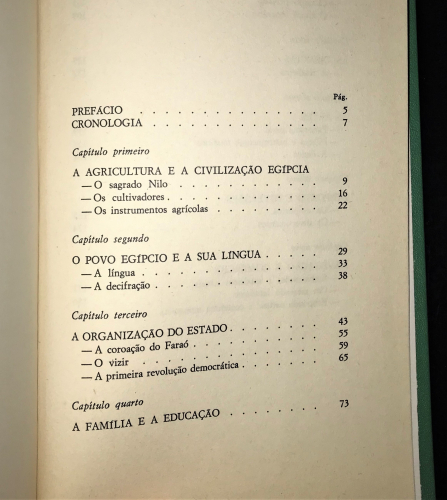 Pág.
PREFÁCIO . . . . . . . . . . . . . . . 5
CRONOLOGIA . . . . . . . . . . . . . . 7
Capítulo primeiro
A AGRICULTURA E A CIVILIZAÇÃO EGÍPCIA
— O sagrado Nilo . . . . . . . . . . . 9
— Os cultivadores . . . . . . . . . . . 16
— Os instrumentos agrícolas . . . . . . . . 22
Capítulo segundo
O POVO EGÍPCIO E A SUA LÍNGUA . . . . . 29
— A língua . . . . . . . . . . . . . 33
— A decifração . . . . . . . . . . . . 38
Capítulo terceiro
A ORGANIZAÇÃO DO ESTADO . . . . . . . 43
— A coroação do Faraó . . . . . . . . . 55
— O vizir . . . . . . . . . . . . . 59
— A primeira revolução democrática . . . . . . 65
Capítulo quarto
A FAMÍLIA E A EDUCAÇÃO . . . . . . . . 73